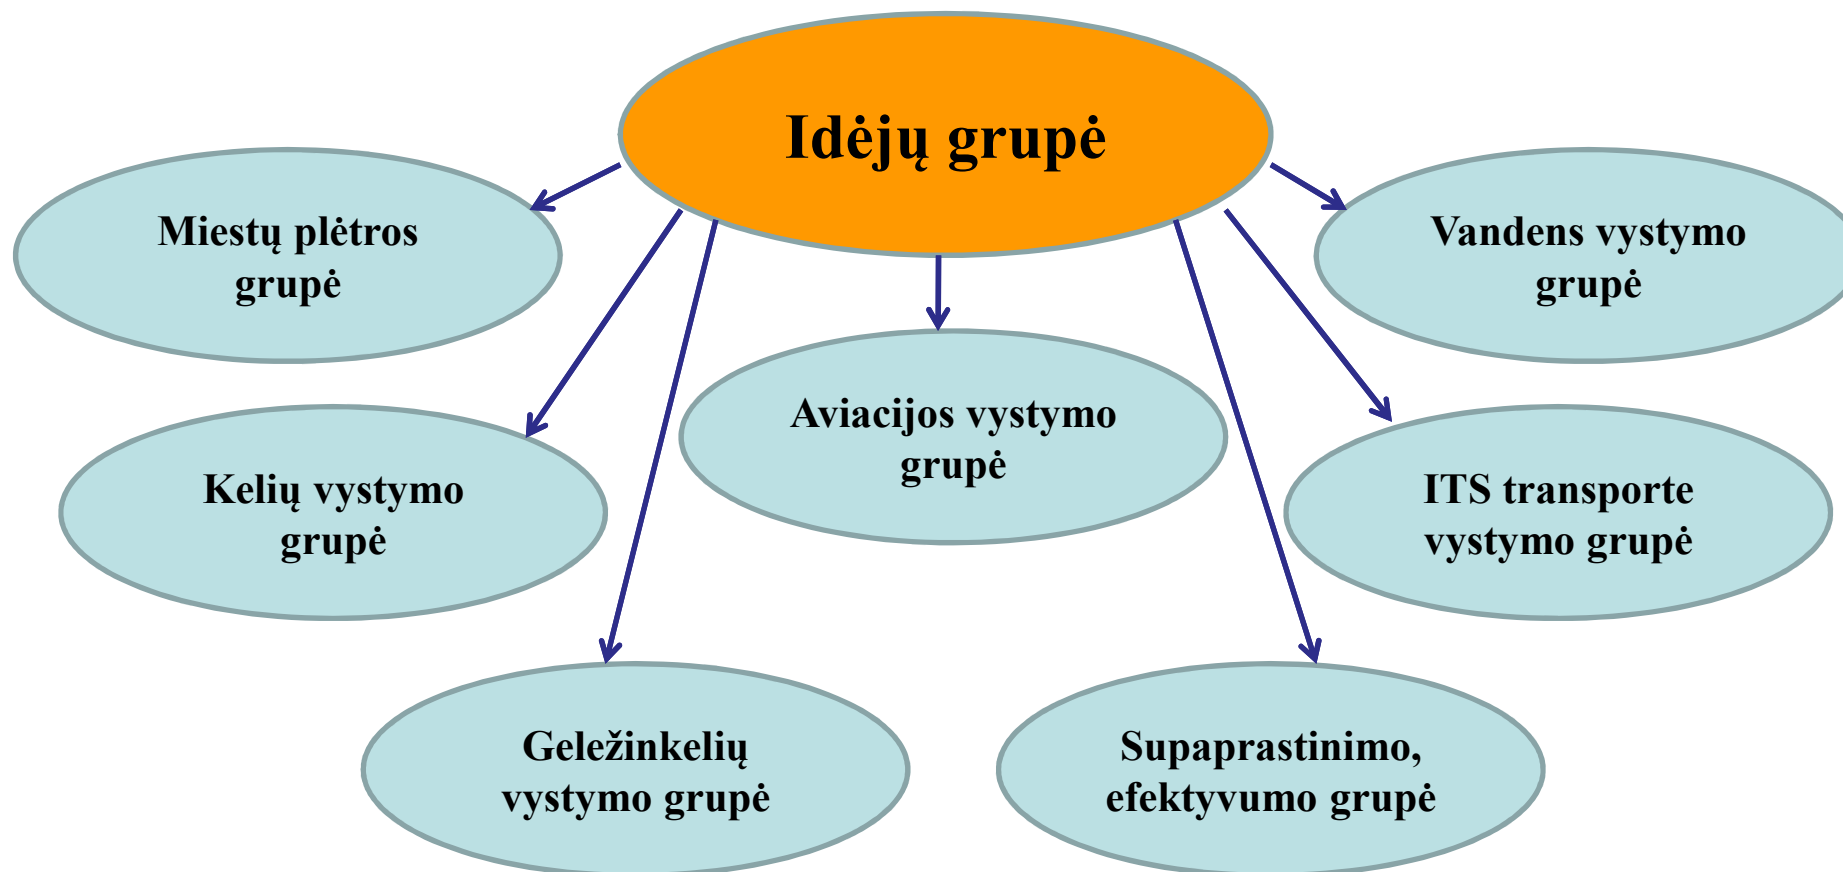 Idėjų grupė
Miestų plėtros
grupė
Vandens vystymo
grupė
Aviacijos vystymo
grupė
Kelių vystymo
grupė
ITS transporte
vystymo grupė
Geležinkelių
vystymo grupė
Supaprastinimo,
efektyvumo grupė